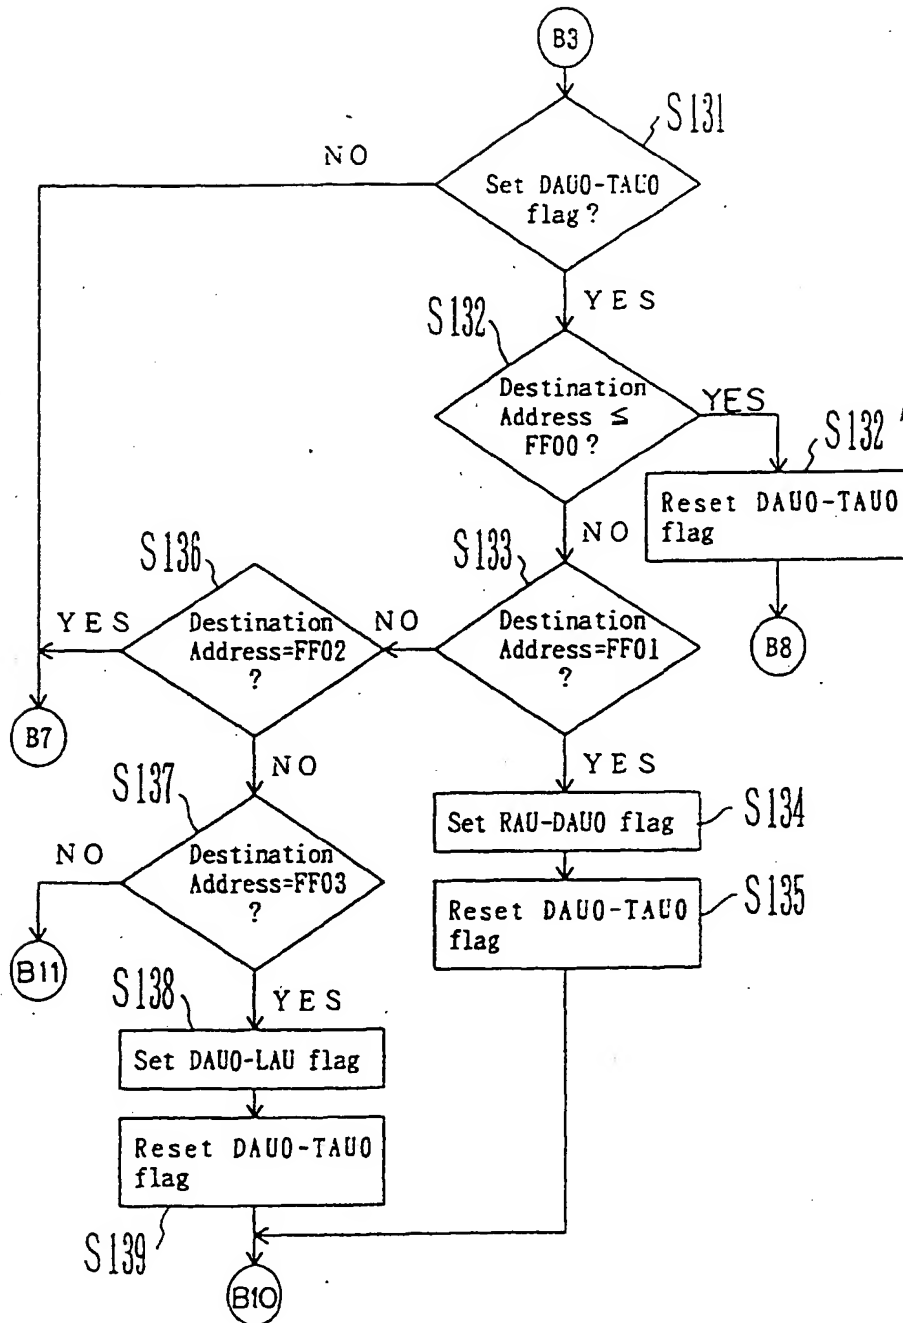 B3
S131
NO
Set DAU0-TAU0
flag?
YES
S132
Destination
Address ≤
FF00?
YES
S132'
Reset DAU0-TAU0
flag
NO
B8
S133
Destination
Address=FF01
?
NO
S136
Destination
Address=FF02
?
YES
B7
NO
YES
S137
Destination
Address=FF03
?
NO
B11
Set RAU-DAU0 flag
S134
Reset DAU0-TAU0
flag
S135
S138
YES
Set DAU0-LAU flag
Reset DAU0-TAU0
flag
S139
B10